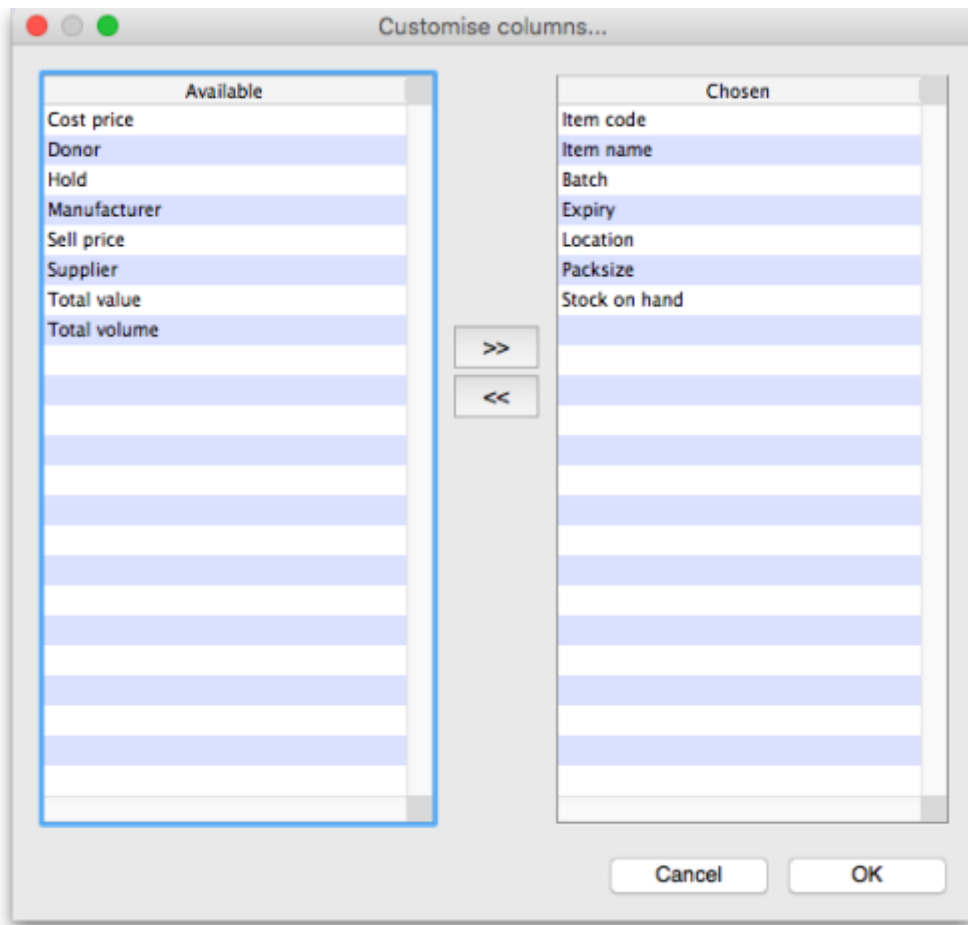 Customise columns...
Available
Cost price
Donor
Hold
Manufacturer
Sell price
Supplier
Total value
Total volume
>>
<<
Chosen
Item code
Item name
Batch
Expiry
Location
Packsize
Stock on hand
Cancel
OK